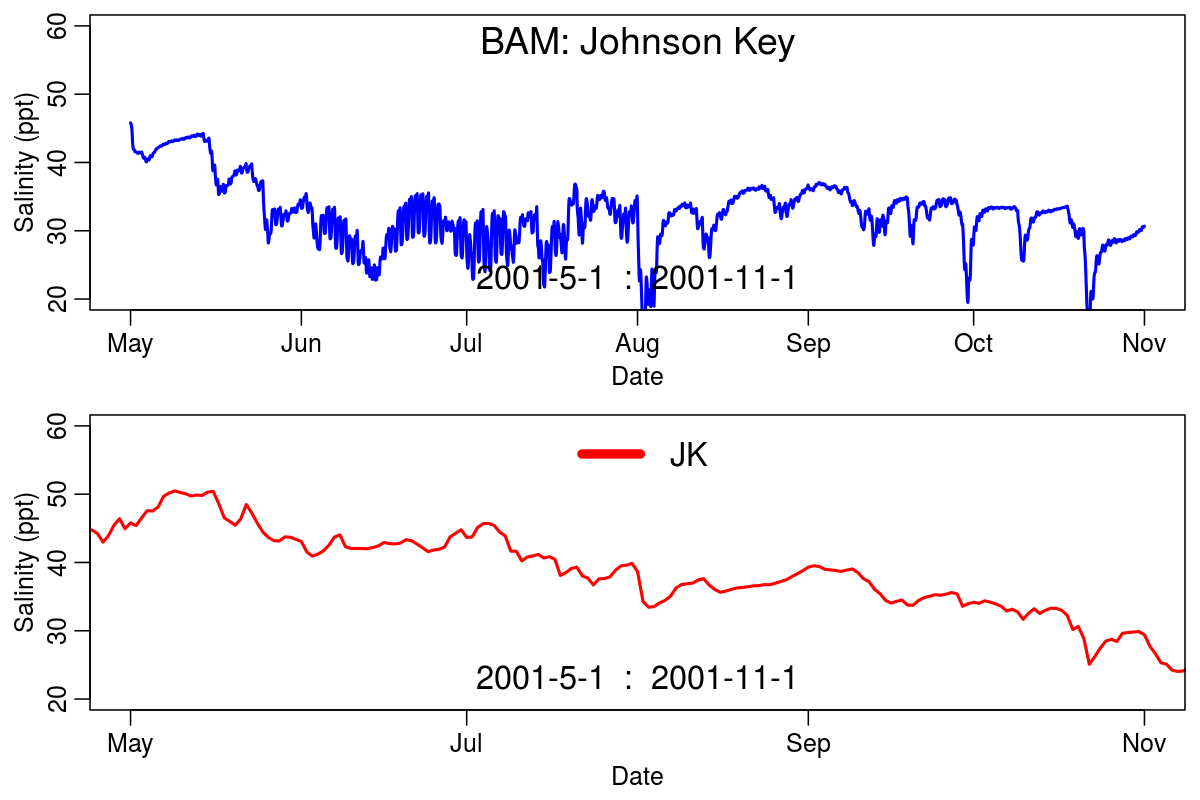 BAM: Johnson Key
60
50
40
30
20
Salinity (ppt)
2001-5-1 : 2001-11-1
May Jun Jul Aug Sep Oct Nov
Date
JK
60
50
40
30
20
Salinity (ppt)
2001-5-1 : 2001-11-1
May Jul Sep Nov
Date